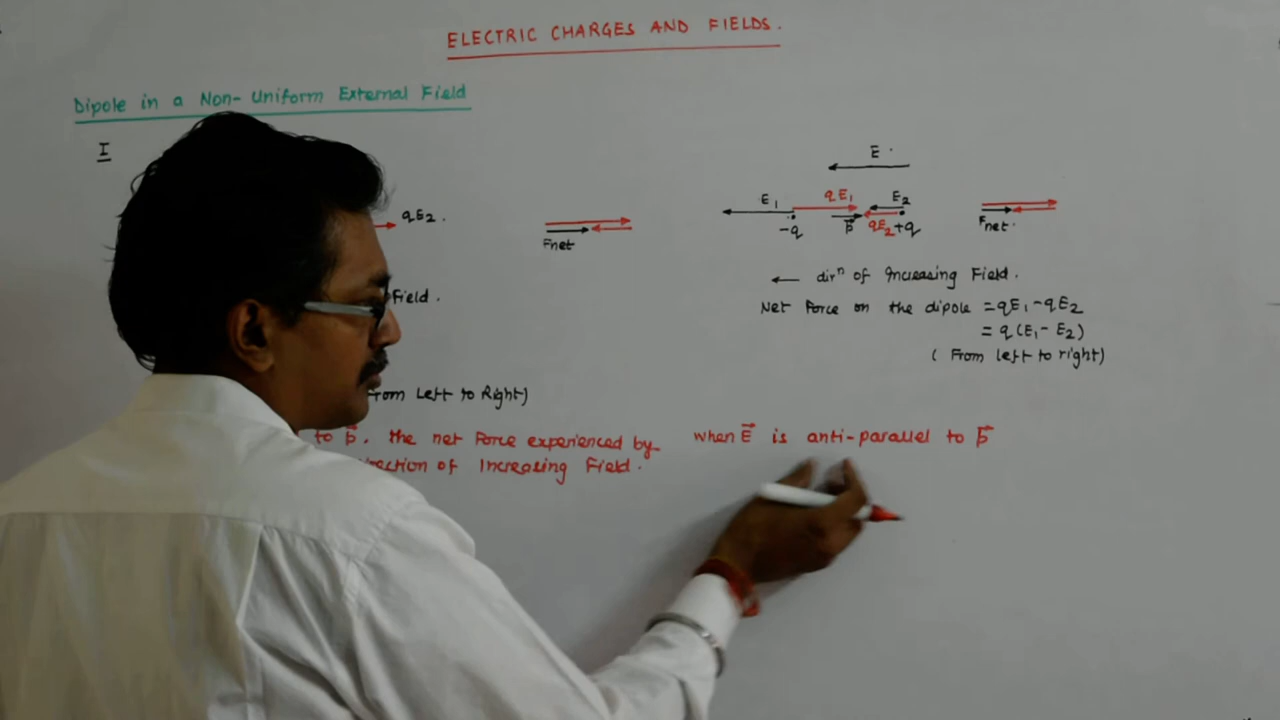 ELECTRIC CHARGES AND FIELDS.
Dipole in a Non-Uniform External Field
I
qE2.
Fnet
Field.
From Left to Right)
to p⃗, the net force experienced by
direction of Increasing Field.
E
E1 qE1 E2
-q p⃗ qE2 +q
Fnet.
← dirⁿ of Increasing Field.
Net Force on the dipole = qE1 - qE2
= q(E1 - E2)
(From left to right)
when E⃗ is anti-parallel to p⃗